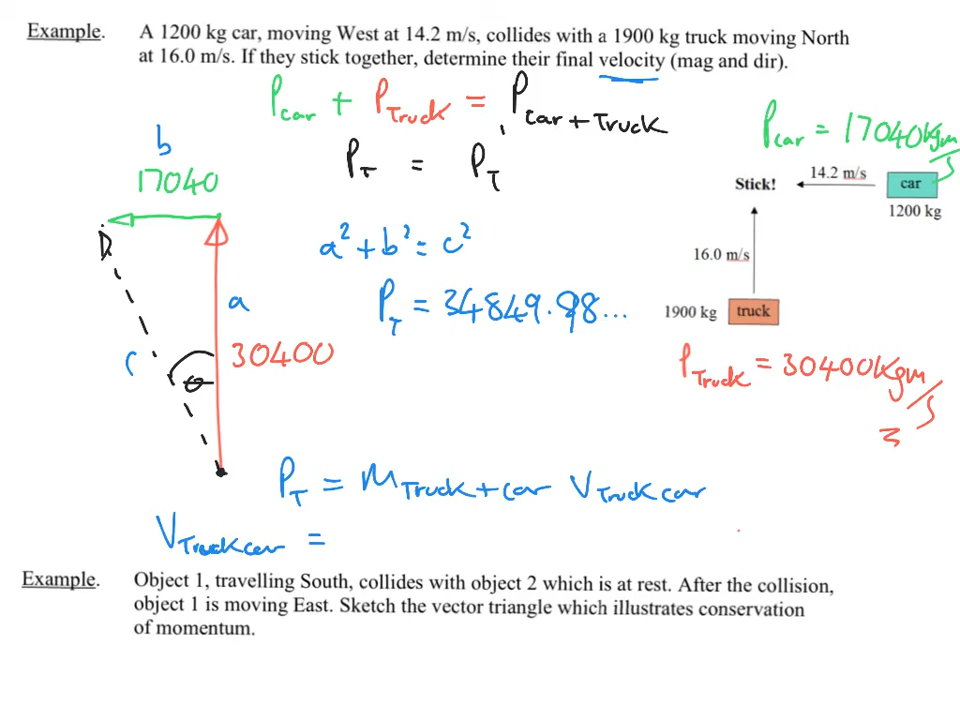 Example. A 1200 kg car, moving West at 14.2 m/s, collides with a 1900 kg truck moving North
at 16.0 m/s. If they stick together, determine their final velocity (mag and dir).
Pcar + PTruck = Pcar+Truck
PT = PT
Pcar = 17040kgm/s
b
17040
Stick!
14.2 m/s
car
1200 kg
a² + b² = c²
16.0 m/s
a
PT = 34849.98...
1900 kg
truck
c
30400
θ
PTruck = 30400kgm/s
PT = MTruck+car VTruckcar
VTruckcar =
Example. Object 1, travelling South, collides with object 2 which is at rest. After the collision,
object 1 is moving East. Sketch the vector triangle which illustrates conservation
of momentum.